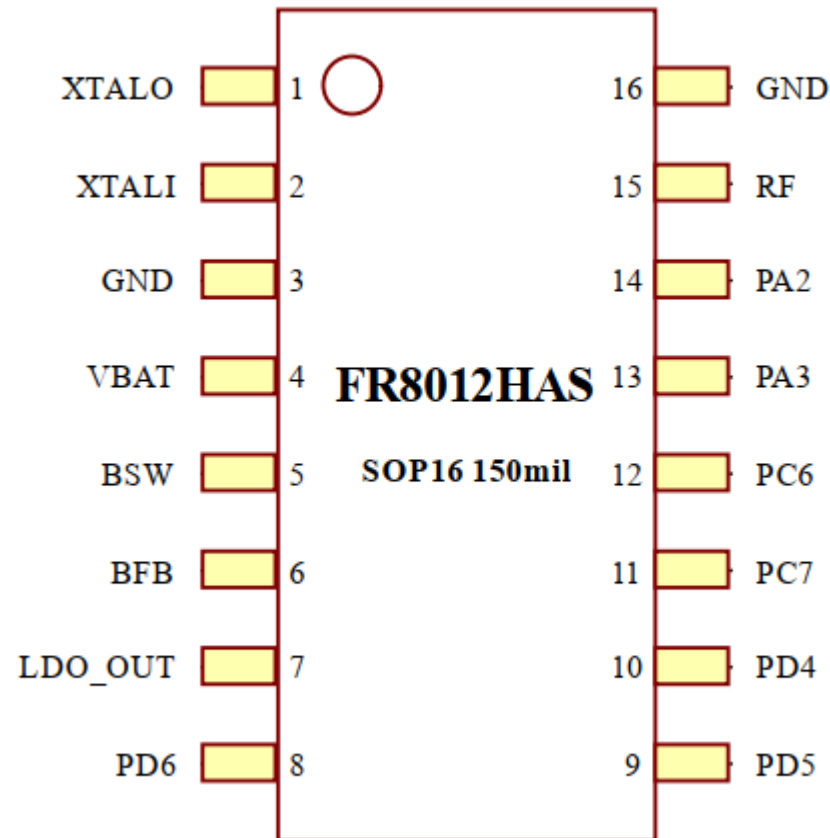 XTALO 1 16 GND
XTALI 2 15 RF
GND 3 14 PA2
VBAT 4 FR8012HAS 13 PA3
BSW 5 SOP16 150mil 12 PC6
BFB 6 11 PC7
LDO_OUT 7 10 PD4
PD6 8 9 PD5